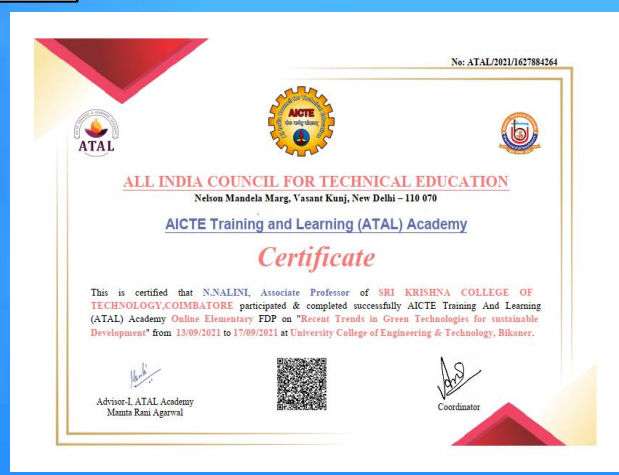 No: ATAL/2021/1627884264
ATAL
AICTE
ALL INDIA COUNCIL FOR TECHNICAL EDUCATION
Nelson Mandela Marg, Vasant Kunj, New Delhi – 110 070
AICTE Training and Learning (ATAL) Academy
Certificate
This is certified that N.NALINI, Associate Professor of SRI KRISHNA COLLEGE OF
TECHNOLOGY,COIMBATORE participated & completed successfully AICTE Training And Learning
(ATAL) Academy Online Elementary FDP on "Recent Trends in Green Technologies for sustainable
Development" from 13/09/2021 to 17/09/2021 at University College of Engineering & Technology, Bikaner.
Advisor-I, ATAL Academy
Mamta Rani Agarwal
Coordinator